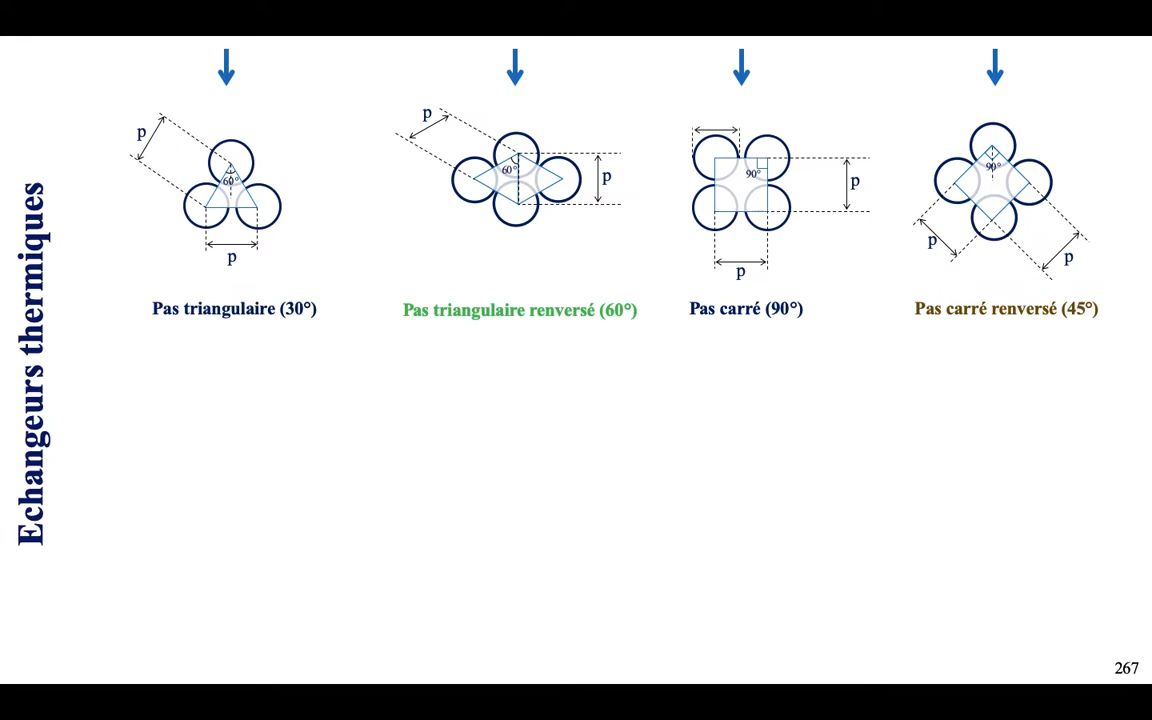 Echangeurs thermiques
p
60°
p
Pas triangulaire (30°)
p
60°
p
Pas triangulaire renversé (60°)
90°
p
p
Pas carré (90°)
90°
p
p
Pas carré renversé (45°)
267